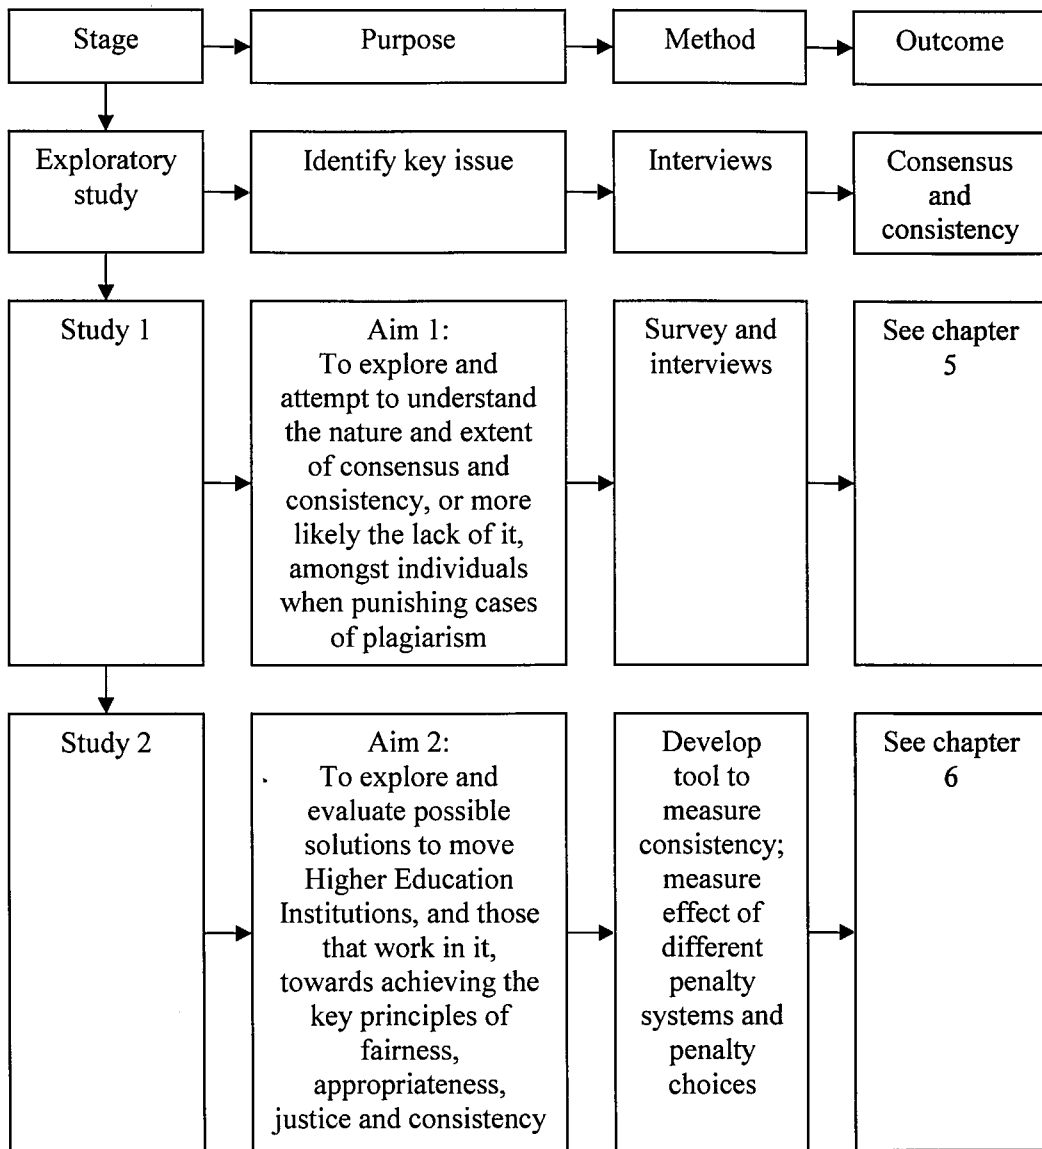 Stage
Purpose
Method
Outcome
Exploratory
study
Identify key issue
Interviews
Consensus
and
consistency
Study 1
Aim 1:
To explore and
attempt to understand
the nature and extent
of consensus and
consistency, or more
likely the lack of it,
amongst individuals
when punishing cases
of plagiarism
Survey and
interviews
See chapter
5
Study 2
Aim 2:
To explore and
evaluate possible
solutions to move
Higher Education
Institutions, and those
that work in it,
towards achieving the
key principles of
fairness,
appropriateness,
justice and consistency
Develop
tool to
measure
consistency;
measure
effect of
different
penalty
systems and
penalty
choices
See chapter
6